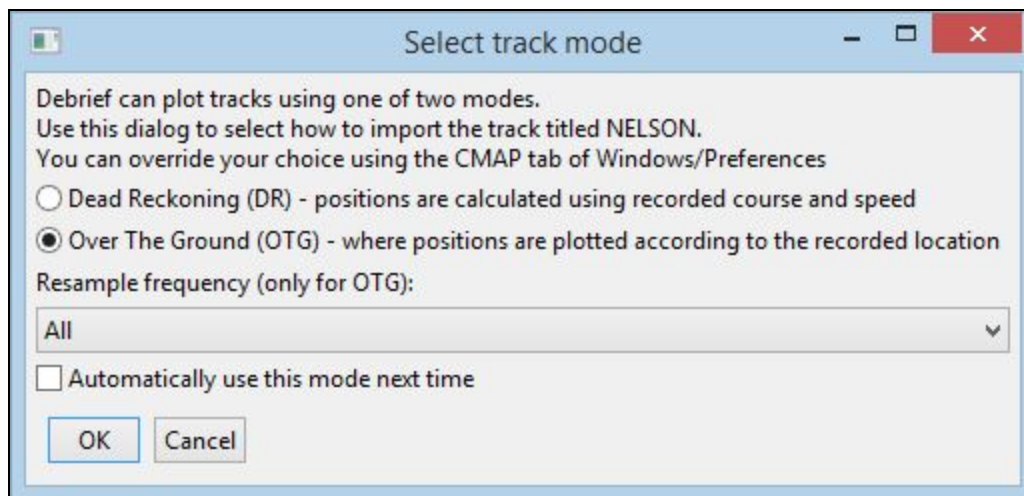 Select track mode
Debrief can plot tracks using one of two modes.
Use this dialog to select how to import the track titled NELSON.
You can override your choice using the CMAP tab of Windows/Preferences
Dead Reckoning (DR) - positions are calculated using recorded course and speed
Over The Ground (OTG) - where positions are plotted according to the recorded location
Resample frequency (only for OTG):
All
Automatically use this mode next time
OK Cancel